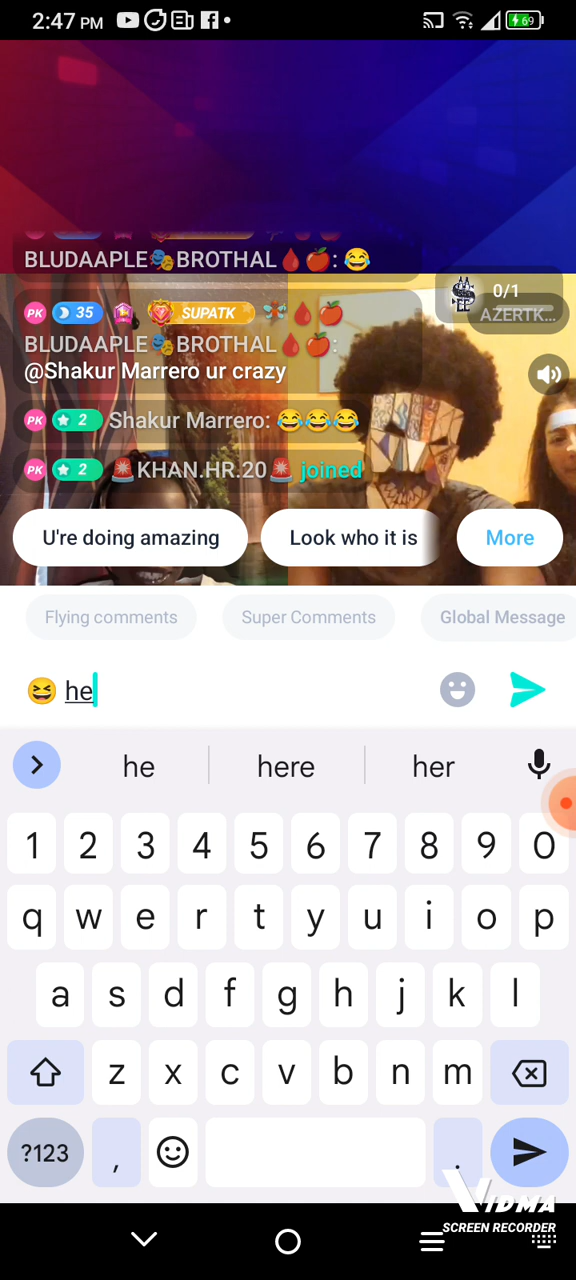 2:47 PM
69
BLUDAAPLE🎭BROTHAL🩸🍎: 😂
0/1
AZERTK...
PK 35 SUPATK 🩸🍎
BLUDAAPLE🎭BROTHAL🩸🍎:
@Shakur Marrero ur crazy
PK 2 Shakur Marrero: 😂😂😂
PK 2 🚨KHAN.HR.20🚨 joined
U're doing amazing
Look who it is
More
Flying comments
Super Comments
Global Message
😆 he
he
here
her
1 2 3 4 5 6 7 8 9 0
q w e r t y u i o p
a s d f g h j k l
z x c v b n m
?123 , .
VIDMA
SCREEN RECORDER